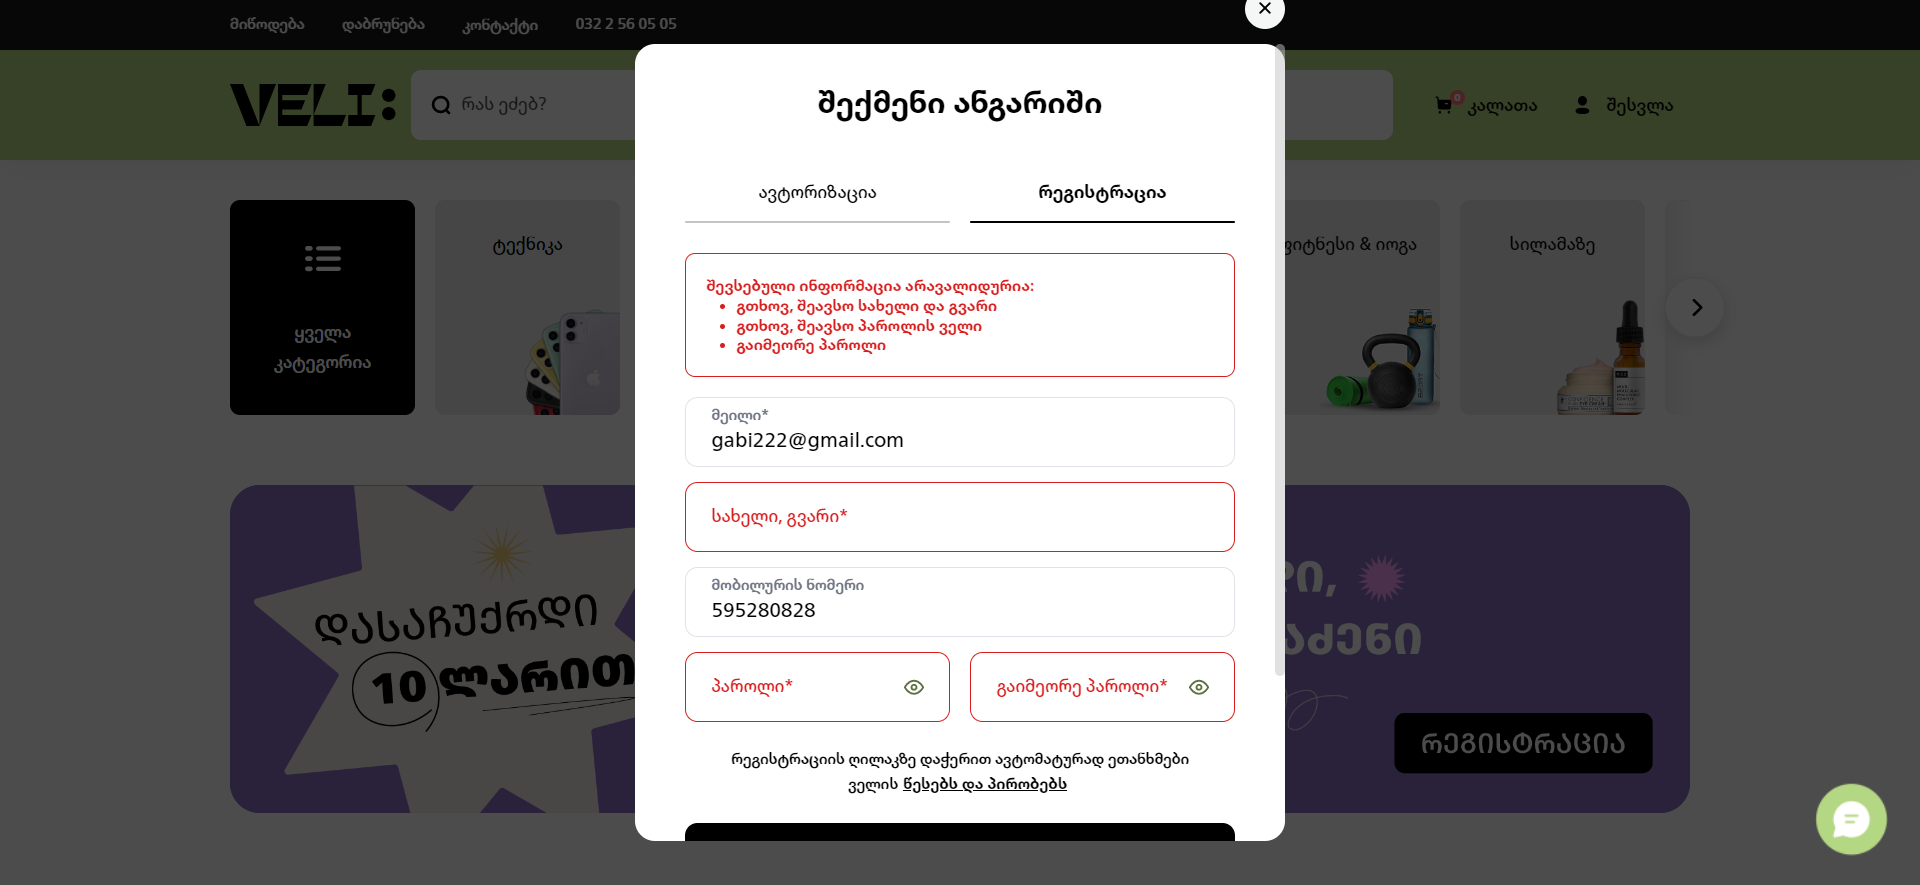 მიწოდება
დაბრუნება
კონტაქტი
032 2 56 05 05
VELI:
რას ეძებ?
0
კალათა
შესვლა
ყველა
კატეგორია
ტექნიკა
ფიტნესი & იოგა
სილამაზე
დასაჩუქრდი
10 ლარით
რეგისტრაცია
შექმენი ანგარიში
ავტორიზაცია
რეგისტრაცია
შევსებული ინფორმაცია არავალიდურია:
• გთხოვ, შეავსო სახელი და გვარი
• გთხოვ, შეავსო პაროლის ველი
• გაიმეორე პაროლი
მეილი*
gabi222@gmail.com
სახელი, გვარი*
მობილურის ნომერი
595280828
პაროლი*
გაიმეორე პაროლი*
რეგისტრაციის ღილაკზე დაჭერით ავტომატურად ეთანხმები
ველის წესებს და პირობებს